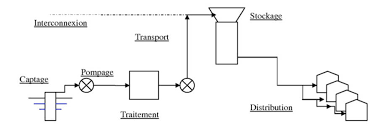 Stockage
Interconnexion
Transport
Pompage
Captage
Traitement
Distribution